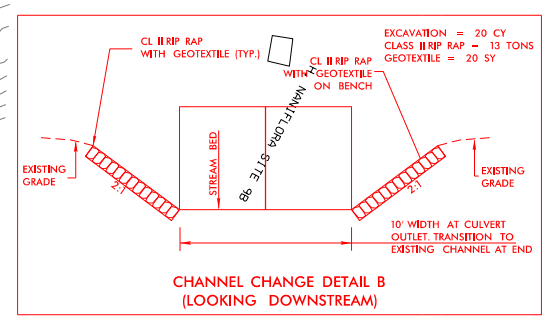 CL II RIP RAP
WITH GEOTEXTILE (TYP.)
EXCAVATION = 20 CY
CLASS II RIP RAP = 13 TONS
GEOTEXTILE = 20 SY
CL II RIP RAP
WITH GEOTEXTILE
ON BENCH
H NANIFLORA SITE 9B
STREAM BED
EXISTING
GRADE
2:1
2:1
EXISTING
GRADE
10' WIDTH AT CULVERT
OUTLET. TRANSITION TO
EXISTING CHANNEL AT END
CHANNEL CHANGE DETAIL B
(LOOKING DOWNSTREAM)